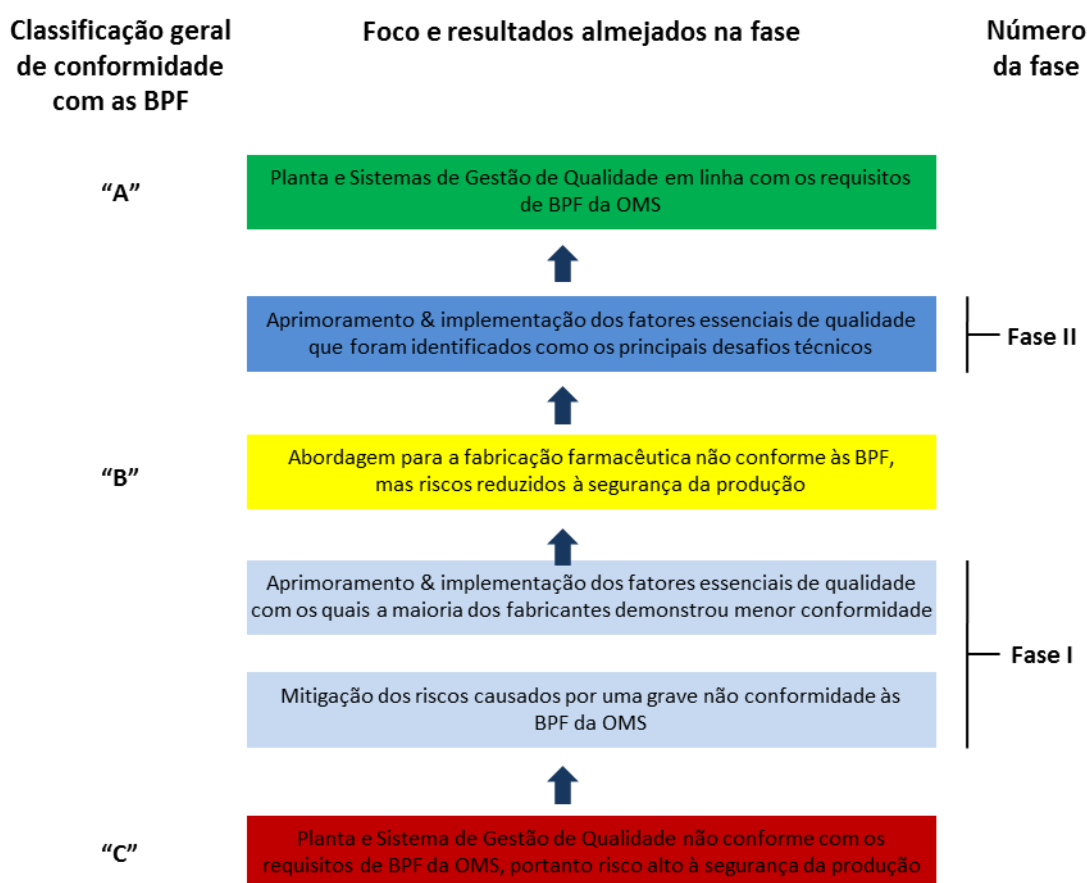 Classificação geral
de conformidade
com as BPF
Foco e resultados almejados na fase
Número
da fase
“A”
Planta e Sistemas de Gestão de Qualidade em linha com os requisitos
de BPF da OMS
Aprimoramento & implementação dos fatores essenciais de qualidade
que foram identificados como os principais desafios técnicos
Fase II
“B”
Abordagem para a fabricação farmacêutica não conforme às BPF,
mas riscos reduzidos à segurança da produção
Aprimoramento & implementação dos fatores essenciais de qualidade
com os quais a maioria dos fabricantes demonstrou menor conformidade
Fase I
Mitigação dos riscos causados por uma grave não conformidade às
BPF da OMS
“C”
Planta e Sistema de Gestão de Qualidade não conforme com os
requisitos de BPF da OMS, portanto risco alto à segurança da produção